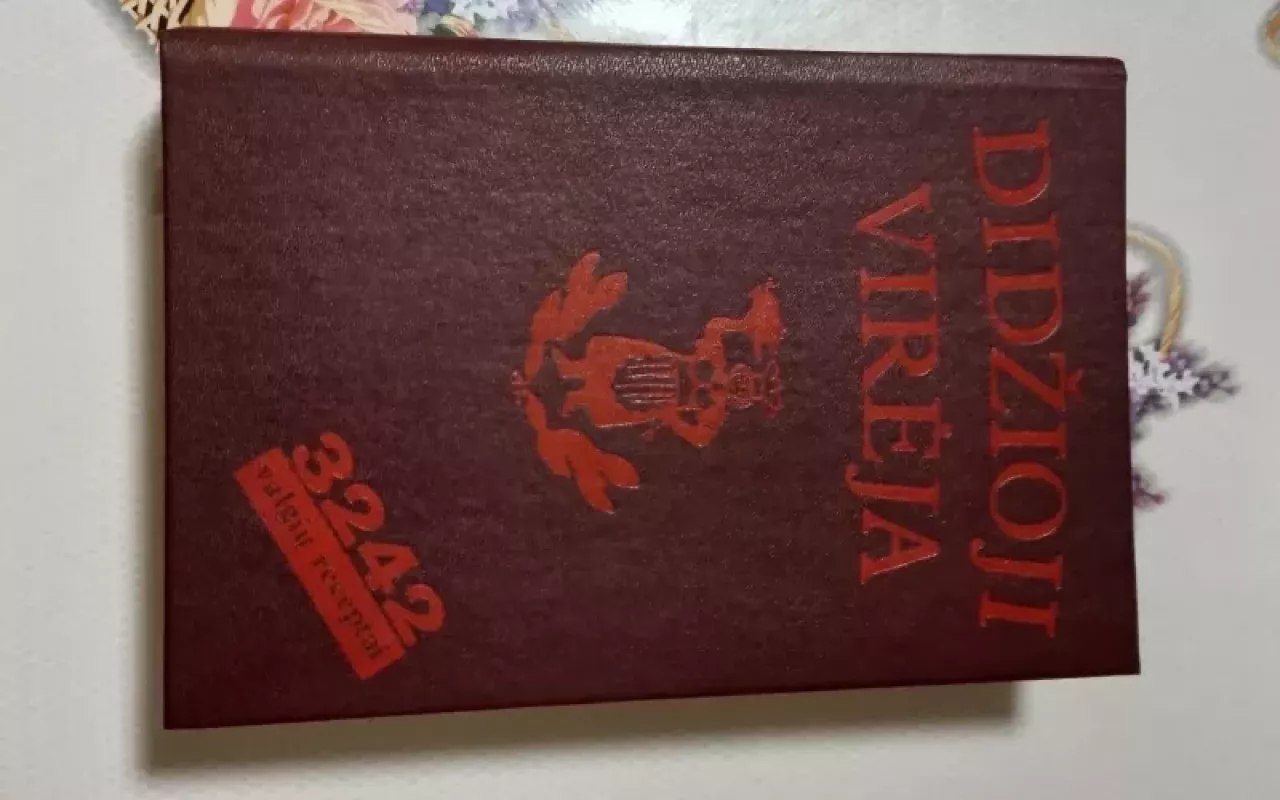 DIDŽIOJI
VIRĖJA
3242
valgių receptai